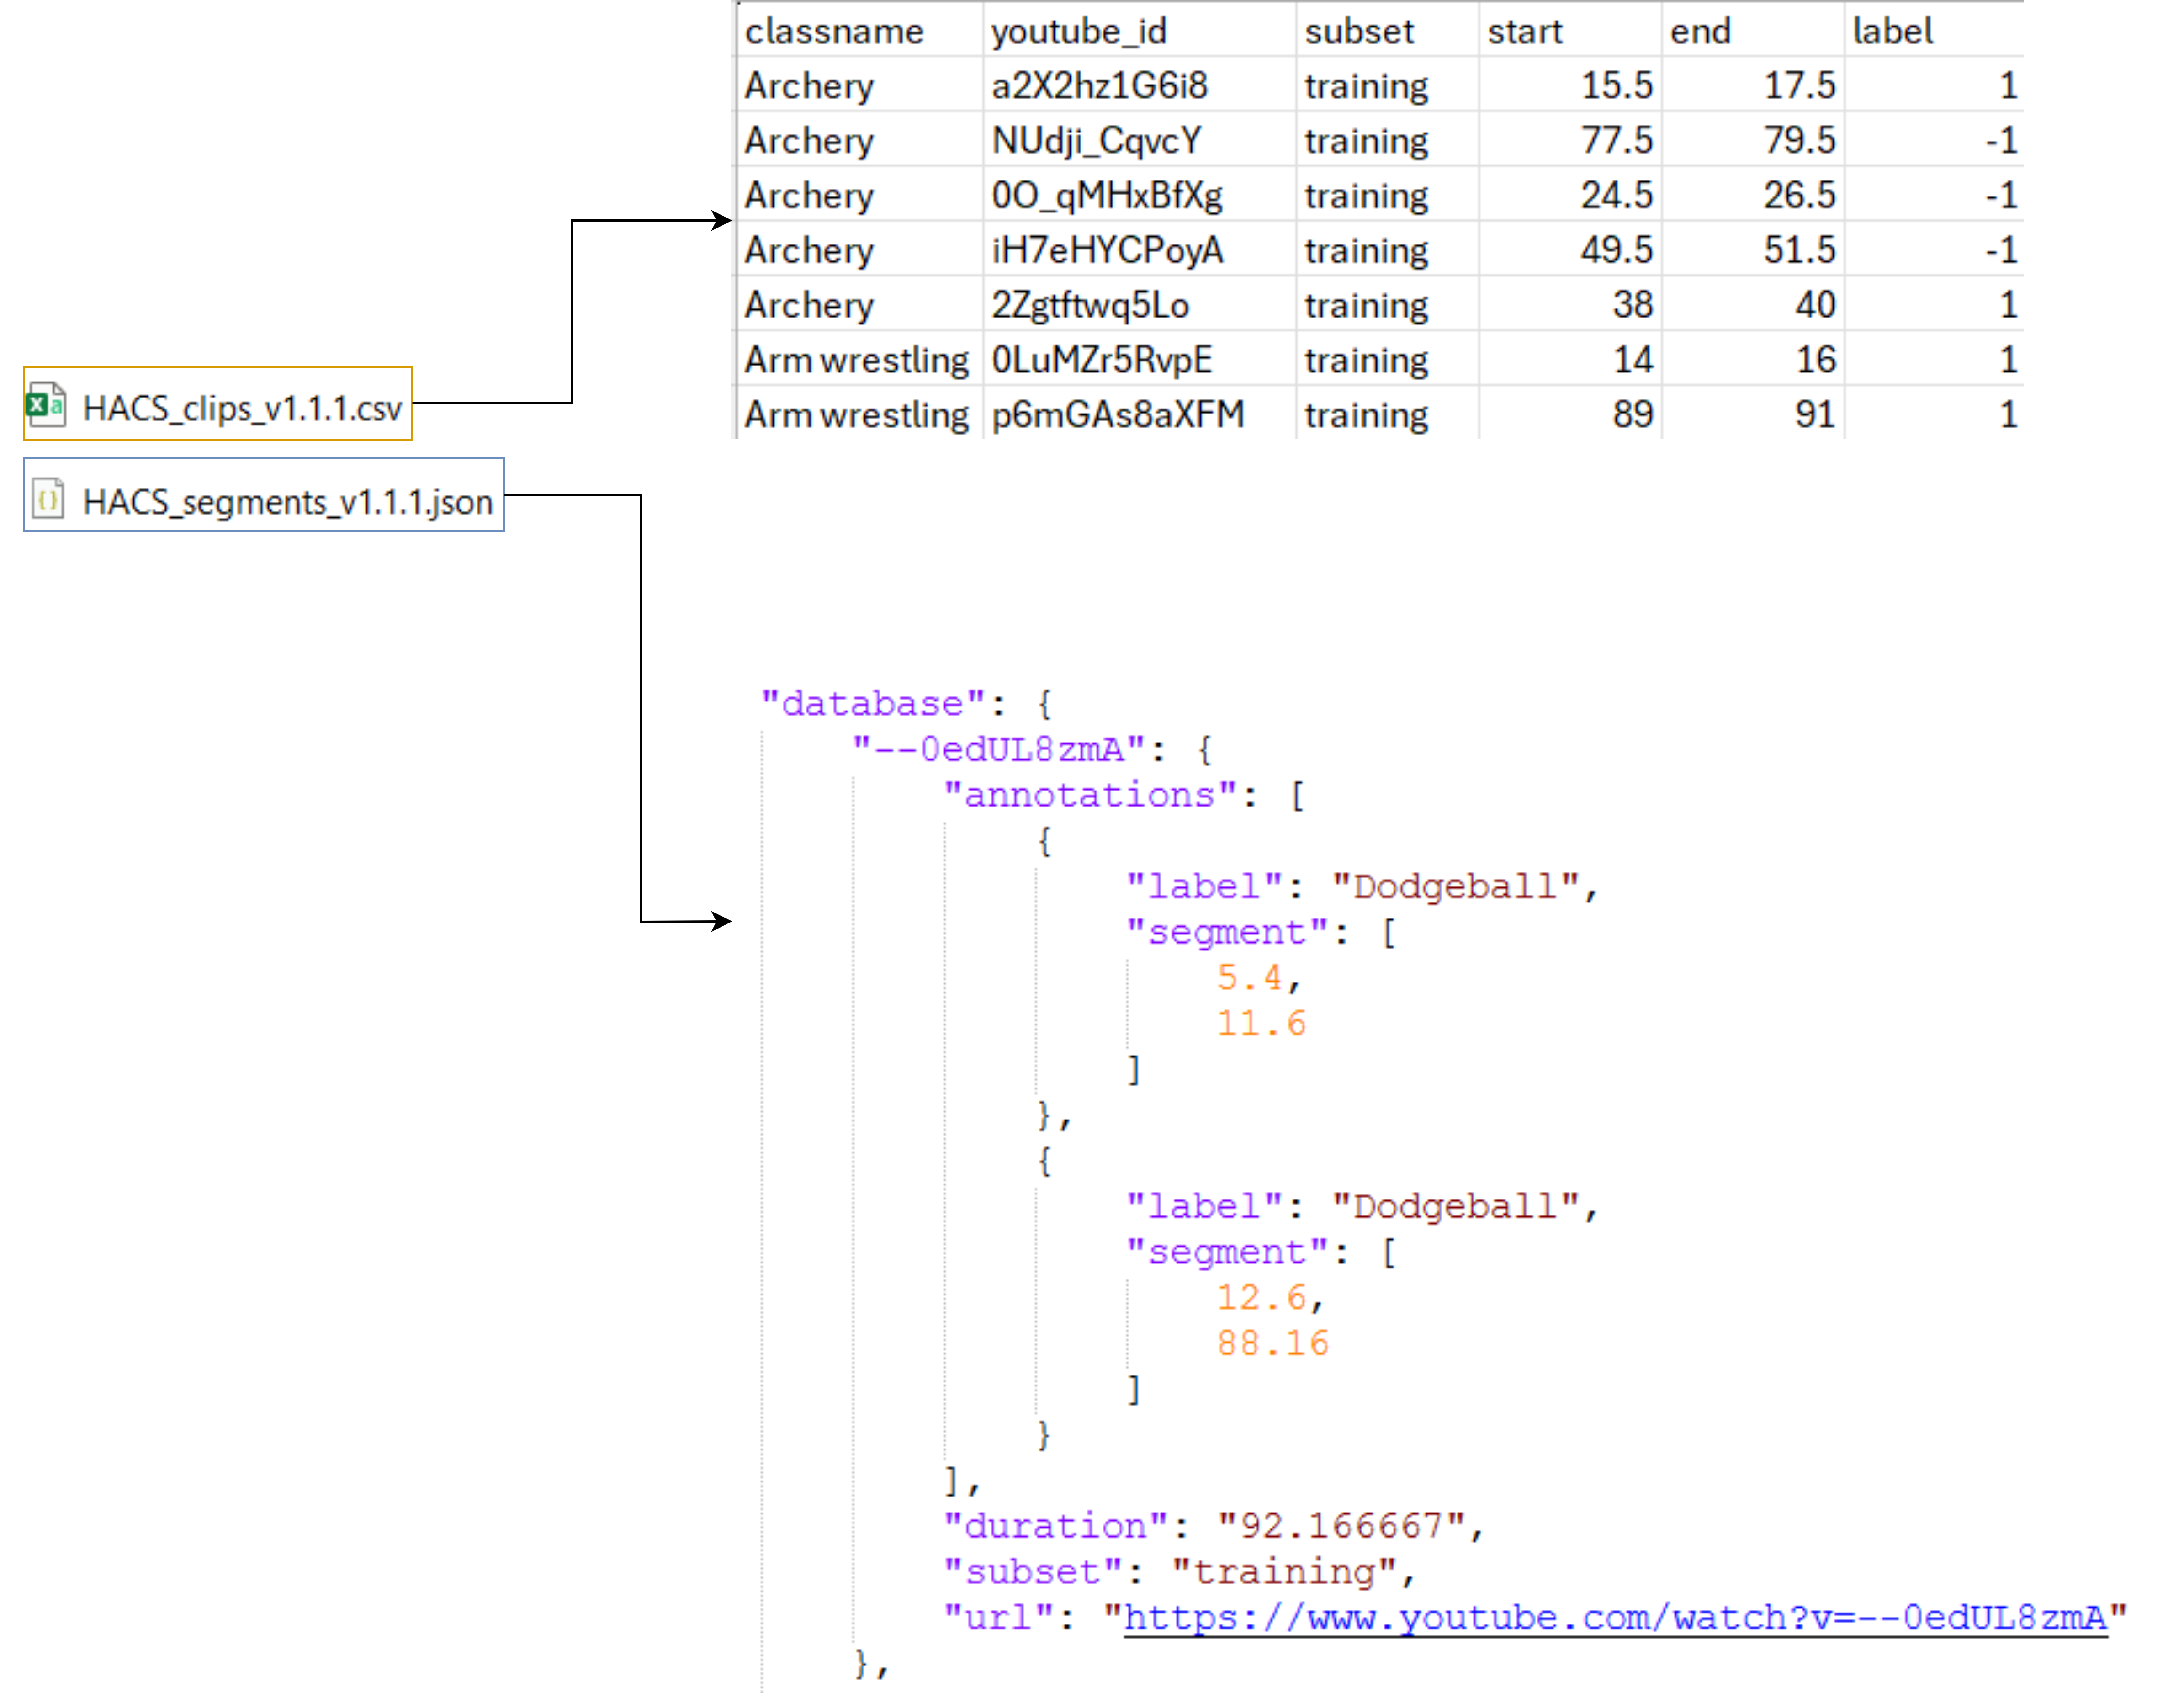 classname youtube_id subset start end label
Archery a2X2hz1G6i8 training 15.5 17.5 1
Archery NUdji_CqvcY training 77.5 79.5 -1
Archery 0O_qMHxBfXg training 24.5 26.5 -1
Archery iH7eHYCPoyA training 49.5 51.5 -1
Archery 2Zgtftwq5Lo training 38 40 1
Arm wrestling 0LuMZr5RvpE training 14 16 1
Arm wrestling p6mGAs8aXFM training 89 91 1
HACS_clips_v1.1.1.csv
HACS_segments_v1.1.1.json
"database": {
"--0edUL8zmA": {
"annotations": [
{
"label": "Dodgeball",
"segment": [
5.4,
11.6
]
},
{
"label": "Dodgeball",
"segment": [
12.6,
88.16
]
}
],
"duration": "92.166667",
"subset": "training",
"url": "https://www.youtube.com/watch?v=--0edUL8zmA"
},